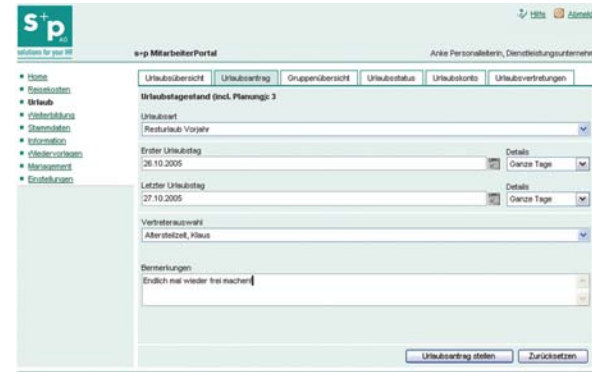 s+p
AG
solutions for your HR
Hilfe Abmeld
s+p MitarbeiterPortal Anke Personalleiterin, Dienstleistungsunternehm
Home
Reisekosten
Urlaub
Weiterbildung
Stammdaten
Information
Wiedervorlagen
Management
Einstellungen
Urlaubsübersicht Urlaubsantrag Gruppenübersicht Urlaubsstatus Urlaubskonto Urlaubsvertretungen
Urlaubstagestand (incl. Planung): 3
Urlaubsart
Resturlaub Vorjahr
Erster Urlaubstag Details
26.10.2005 Ganze Tage
Letzter Urlaubstag Details
27.10.2005 Ganze Tage
Vertreterauswahl
Altersteilzeit, Klaus
Bemerkungen
Endlich mal wieder frei machen!
Urlaubsantrag stellen Zurücksetzen